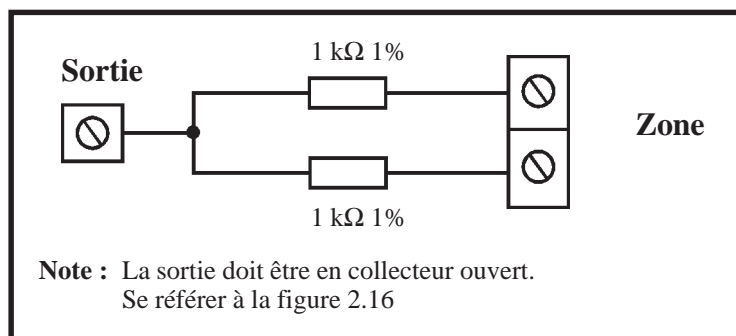 1 kΩ 1%
Sortie
Zone
1 kΩ 1%
Note : La sortie doit être en collecteur ouvert.
Se référer à la figure 2.16